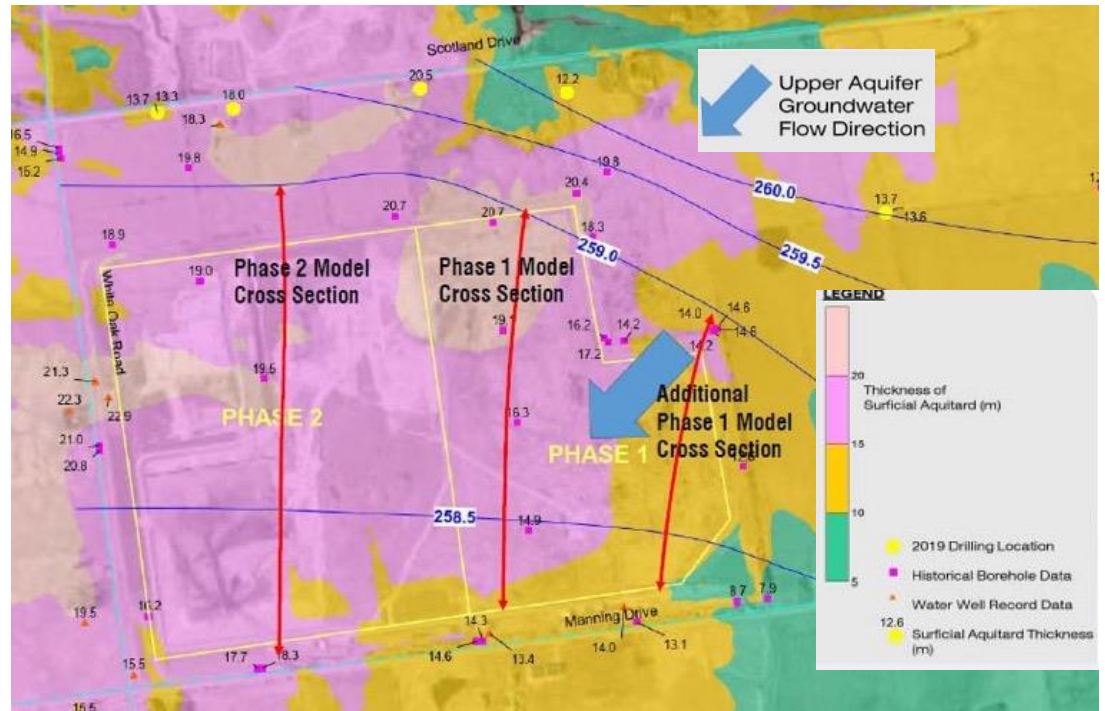 Scotland Drive
Upper Aquifer
Groundwater
Flow Direction
20.5
12.2
13.7
13.3
18.0
18.3
16.5
14.9
15.2
19.8
19.8
20.4
260.0
13.7
13.6
18.9
20.7
20.7
18.3
259.0
259.5
19.0
Phase 2 Model
Cross Section
Phase 1 Model
Cross Section
White Oak Road
LEGEND
20
Thickness of
Surficial Aquitard (m)
15
10
5
14.0
14.6
14.6
14.2
16.2
14.2
17.2
19.5
21.3
22.3
22.9
21.0
20.8
PHASE 2
16.3
PHASE 1
Additional
Phase 1 Model
Cross Section
258.5
14.9
2019 Drilling Location
Historical Borehole Data
Water Well Record Data
12.6
Surficial Aquitard Thickness
(m)
19.5
16.2
8.7
7.9
Manning Drive
14.3
14.6
13.4
14.0
13.1
15.5
17.7
18.3
15.5